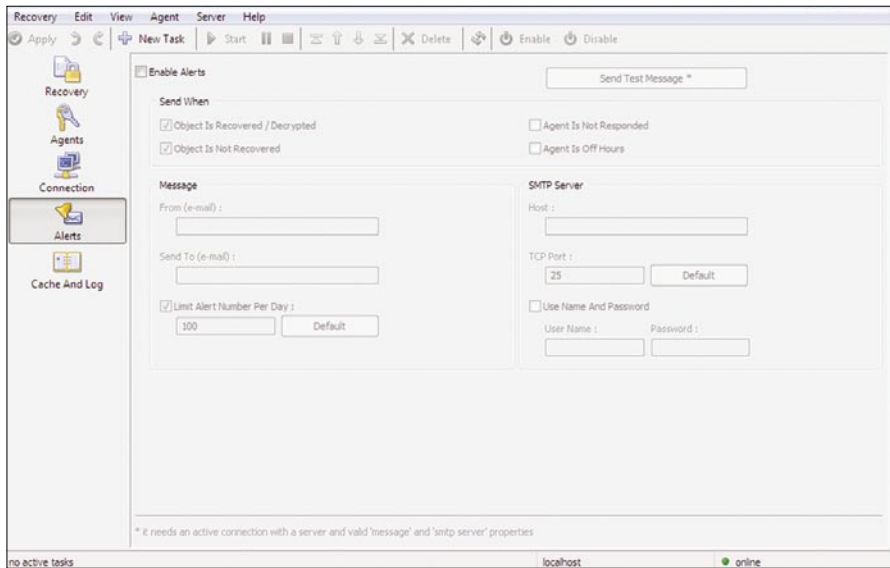 Recovery Edit View Agent Server Help
Apply New Task Start Delete Enable Disable
Recovery
Agents
Connection
Alerts
Cache And Log
Enable Alerts
Send Test Message *
Send When
Object Is Recovered / Decrypted
Agent Is Not Responded
Object Is Not Recovered
Agent Is Off Hours
Message
From (e-mail) :
Send To (e-mail) :
Limit Alert Number Per Day :
100 Default
SMTP Server
Host :
TCP Port :
25 Default
Use Name And Password
User Name : Password :
* it needs an active connection with a server and valid 'message' and 'smtp server' properties
no active tasks localhost online